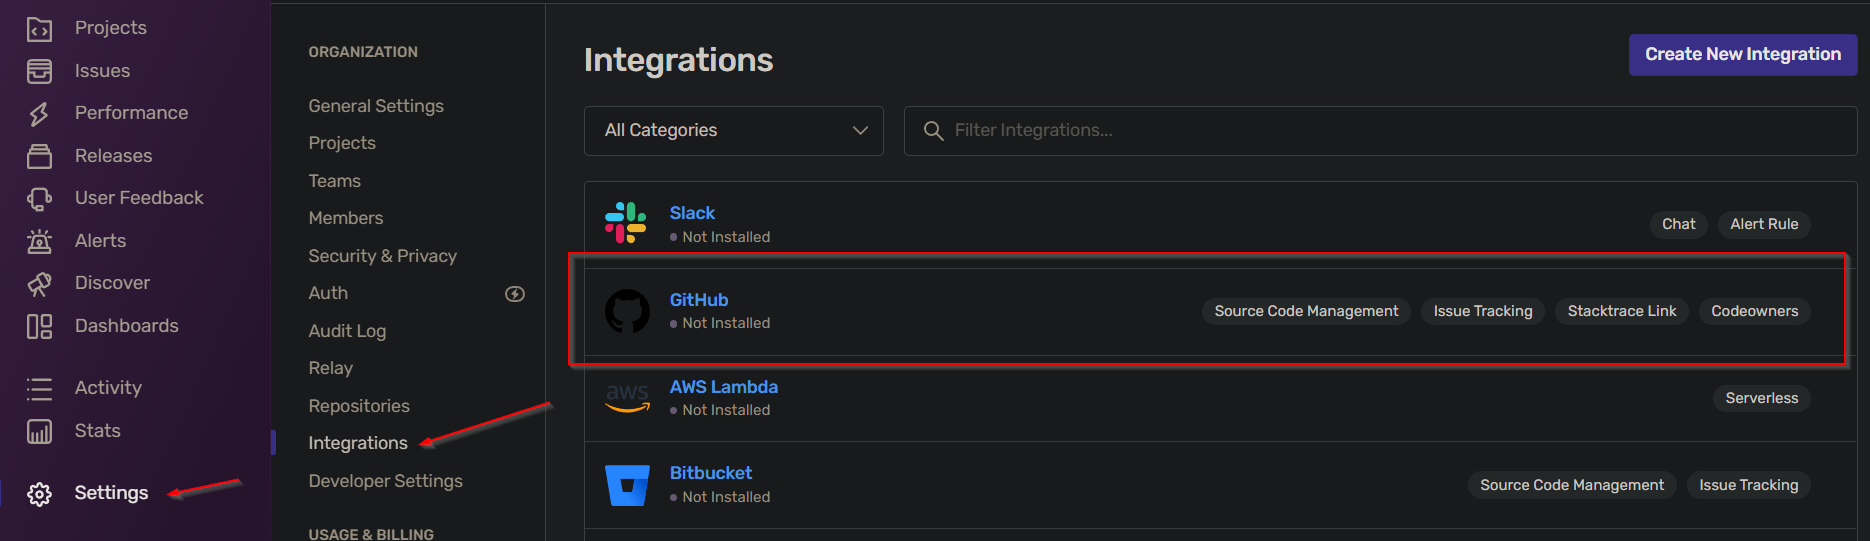 Projects
Issues
Performance
Releases
User Feedback
Alerts
Discover
Dashboards
Activity
Stats
Settings
ORGANIZATION
General Settings
Projects
Teams
Members
Security & Privacy
Auth
Audit Log
Relay
Repositories
Integrations
Developer Settings
USAGE & BILLING
Integrations
Create New Integration
All Categories
Filter Integrations...
Slack
Not Installed
Chat
Alert Rule
GitHub
Not Installed
Source Code Management
Issue Tracking
Stacktrace Link
Codeowners
aws
AWS Lambda
Not Installed
Serverless
Bitbucket
Not Installed
Source Code Management
Issue Tracking